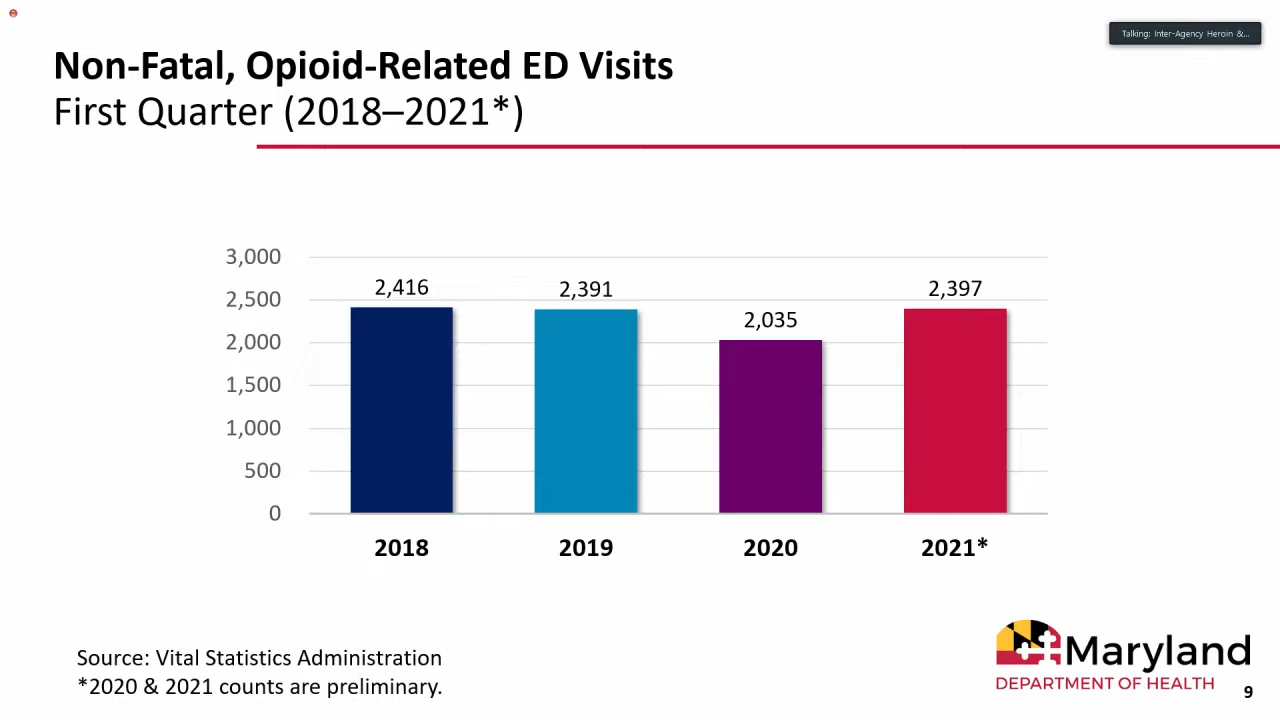 Talking: Inter-Agency Heroin &...
Non-Fatal, Opioid-Related ED Visits
First Quarter (2018–2021*)
3,000
2,500
2,000
1,500
1,000
500
0
2,416
2,391
2,035
2,397
2018
2019
2020
2021*
Source: Vital Statistics Administration
*2020 & 2021 counts are preliminary.
Maryland
DEPARTMENT OF HEALTH
9